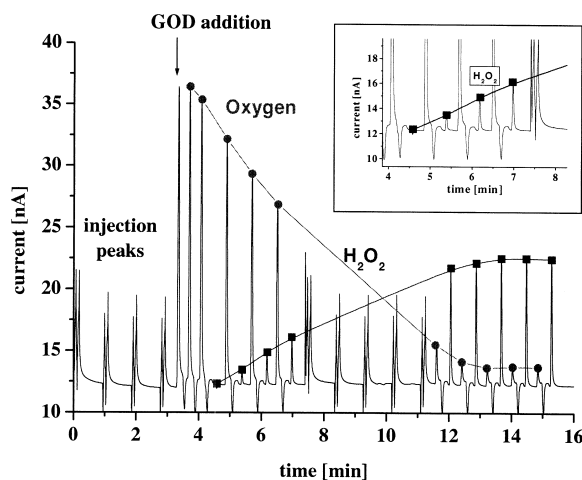 GOD addition
Oxygen
injection
peaks
H2O2
current [nA]
40
35
30
25
20
15
10
0 2 4 6 8 10 12 14 16
time [min]
H2O2
current [nA]
18
16
14
12
10
4 5 6 7 8
time [min]